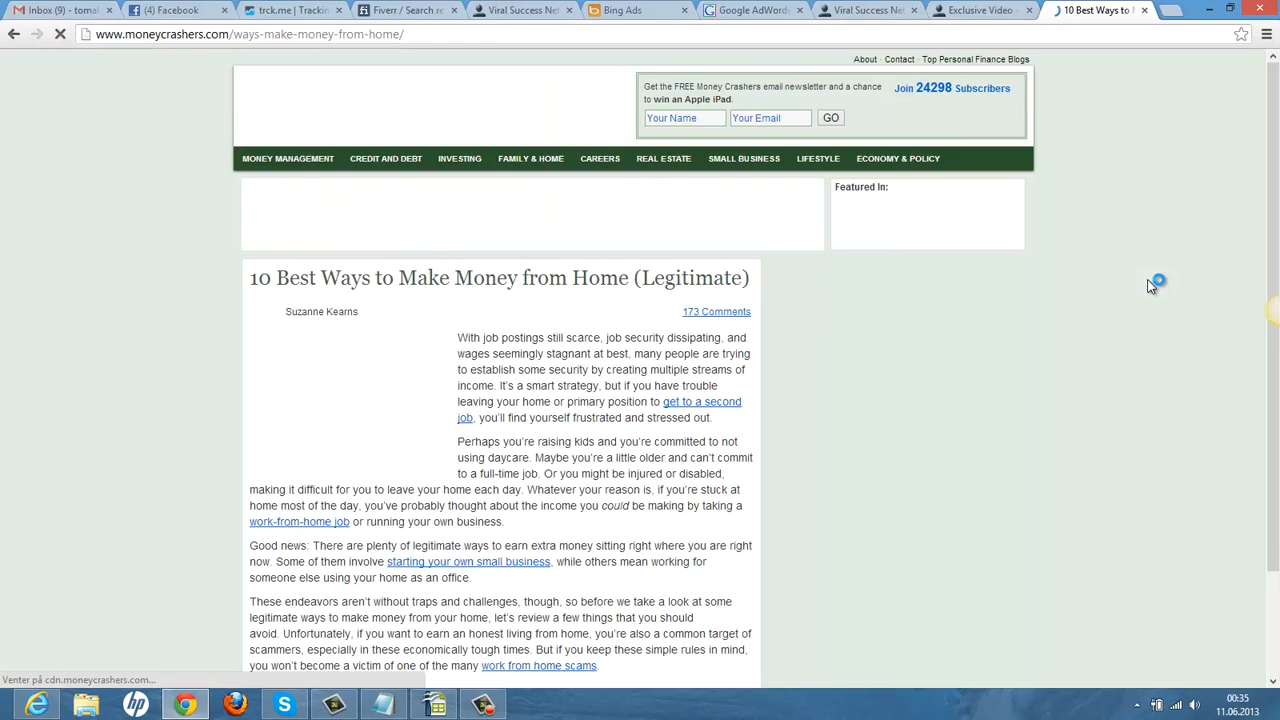 Inbox (9) - tomal
(4) Facebook
trck.me | Trackin
Fiverr / Search re
Viral Success Net
Bing Ads
Google AdWord
Viral Success Net
Exclusive Video -
10 Best Ways to M
www.moneycrashers.com/ways-make-money-from-home/
About · Contact · Top Personal Finance Blogs
Get the FREE Money Crashers email newsletter and a chance
to win an Apple iPad.
Join 24298 Subscribers
Your Name
Your Email
GO
MONEY MANAGEMENT
CREDIT AND DEBT
INVESTING
FAMILY & HOME
CAREERS
REAL ESTATE
SMALL BUSINESS
LIFESTYLE
ECONOMY & POLICY
Featured In:
10 Best Ways to Make Money from Home (Legitimate)
Suzanne Kearns
173 Comments
With job postings still scarce, job security dissipating, and
wages seemingly stagnant at best, many people are trying
to establish some security by creating multiple streams of
income. It's a smart strategy, but if you have trouble
leaving your home or primary position to get to a second
job, you'll find yourself frustrated and stressed out.
Perhaps you're raising kids and you're committed to not
using daycare. Maybe you're a little older and can't commit
to a full-time job. Or you might be injured or disabled,
making it difficult for you to leave your home each day. Whatever your reason is, if you're stuck at
home most of the day, you've probably thought about the income you could be making by taking a
work-from-home job or running your own business.
Good news: There are plenty of legitimate ways to earn extra money sitting right where you are right
now. Some of them involve starting your own small business, while others mean working for
someone else using your home as an office.
These endeavors aren't without traps and challenges, though, so before we take a look at some
legitimate ways to make money from your home, let's review a few things that you should
avoid. Unfortunately, if you want to earn an honest living from home, you're also a common target of
scammers, especially in these economically tough times. But if you keep these simple rules in mind,
you won't become a victim of one of the many work from home scams.
Venter på cdn.moneycrashers.com...
00:35
11.06.2013